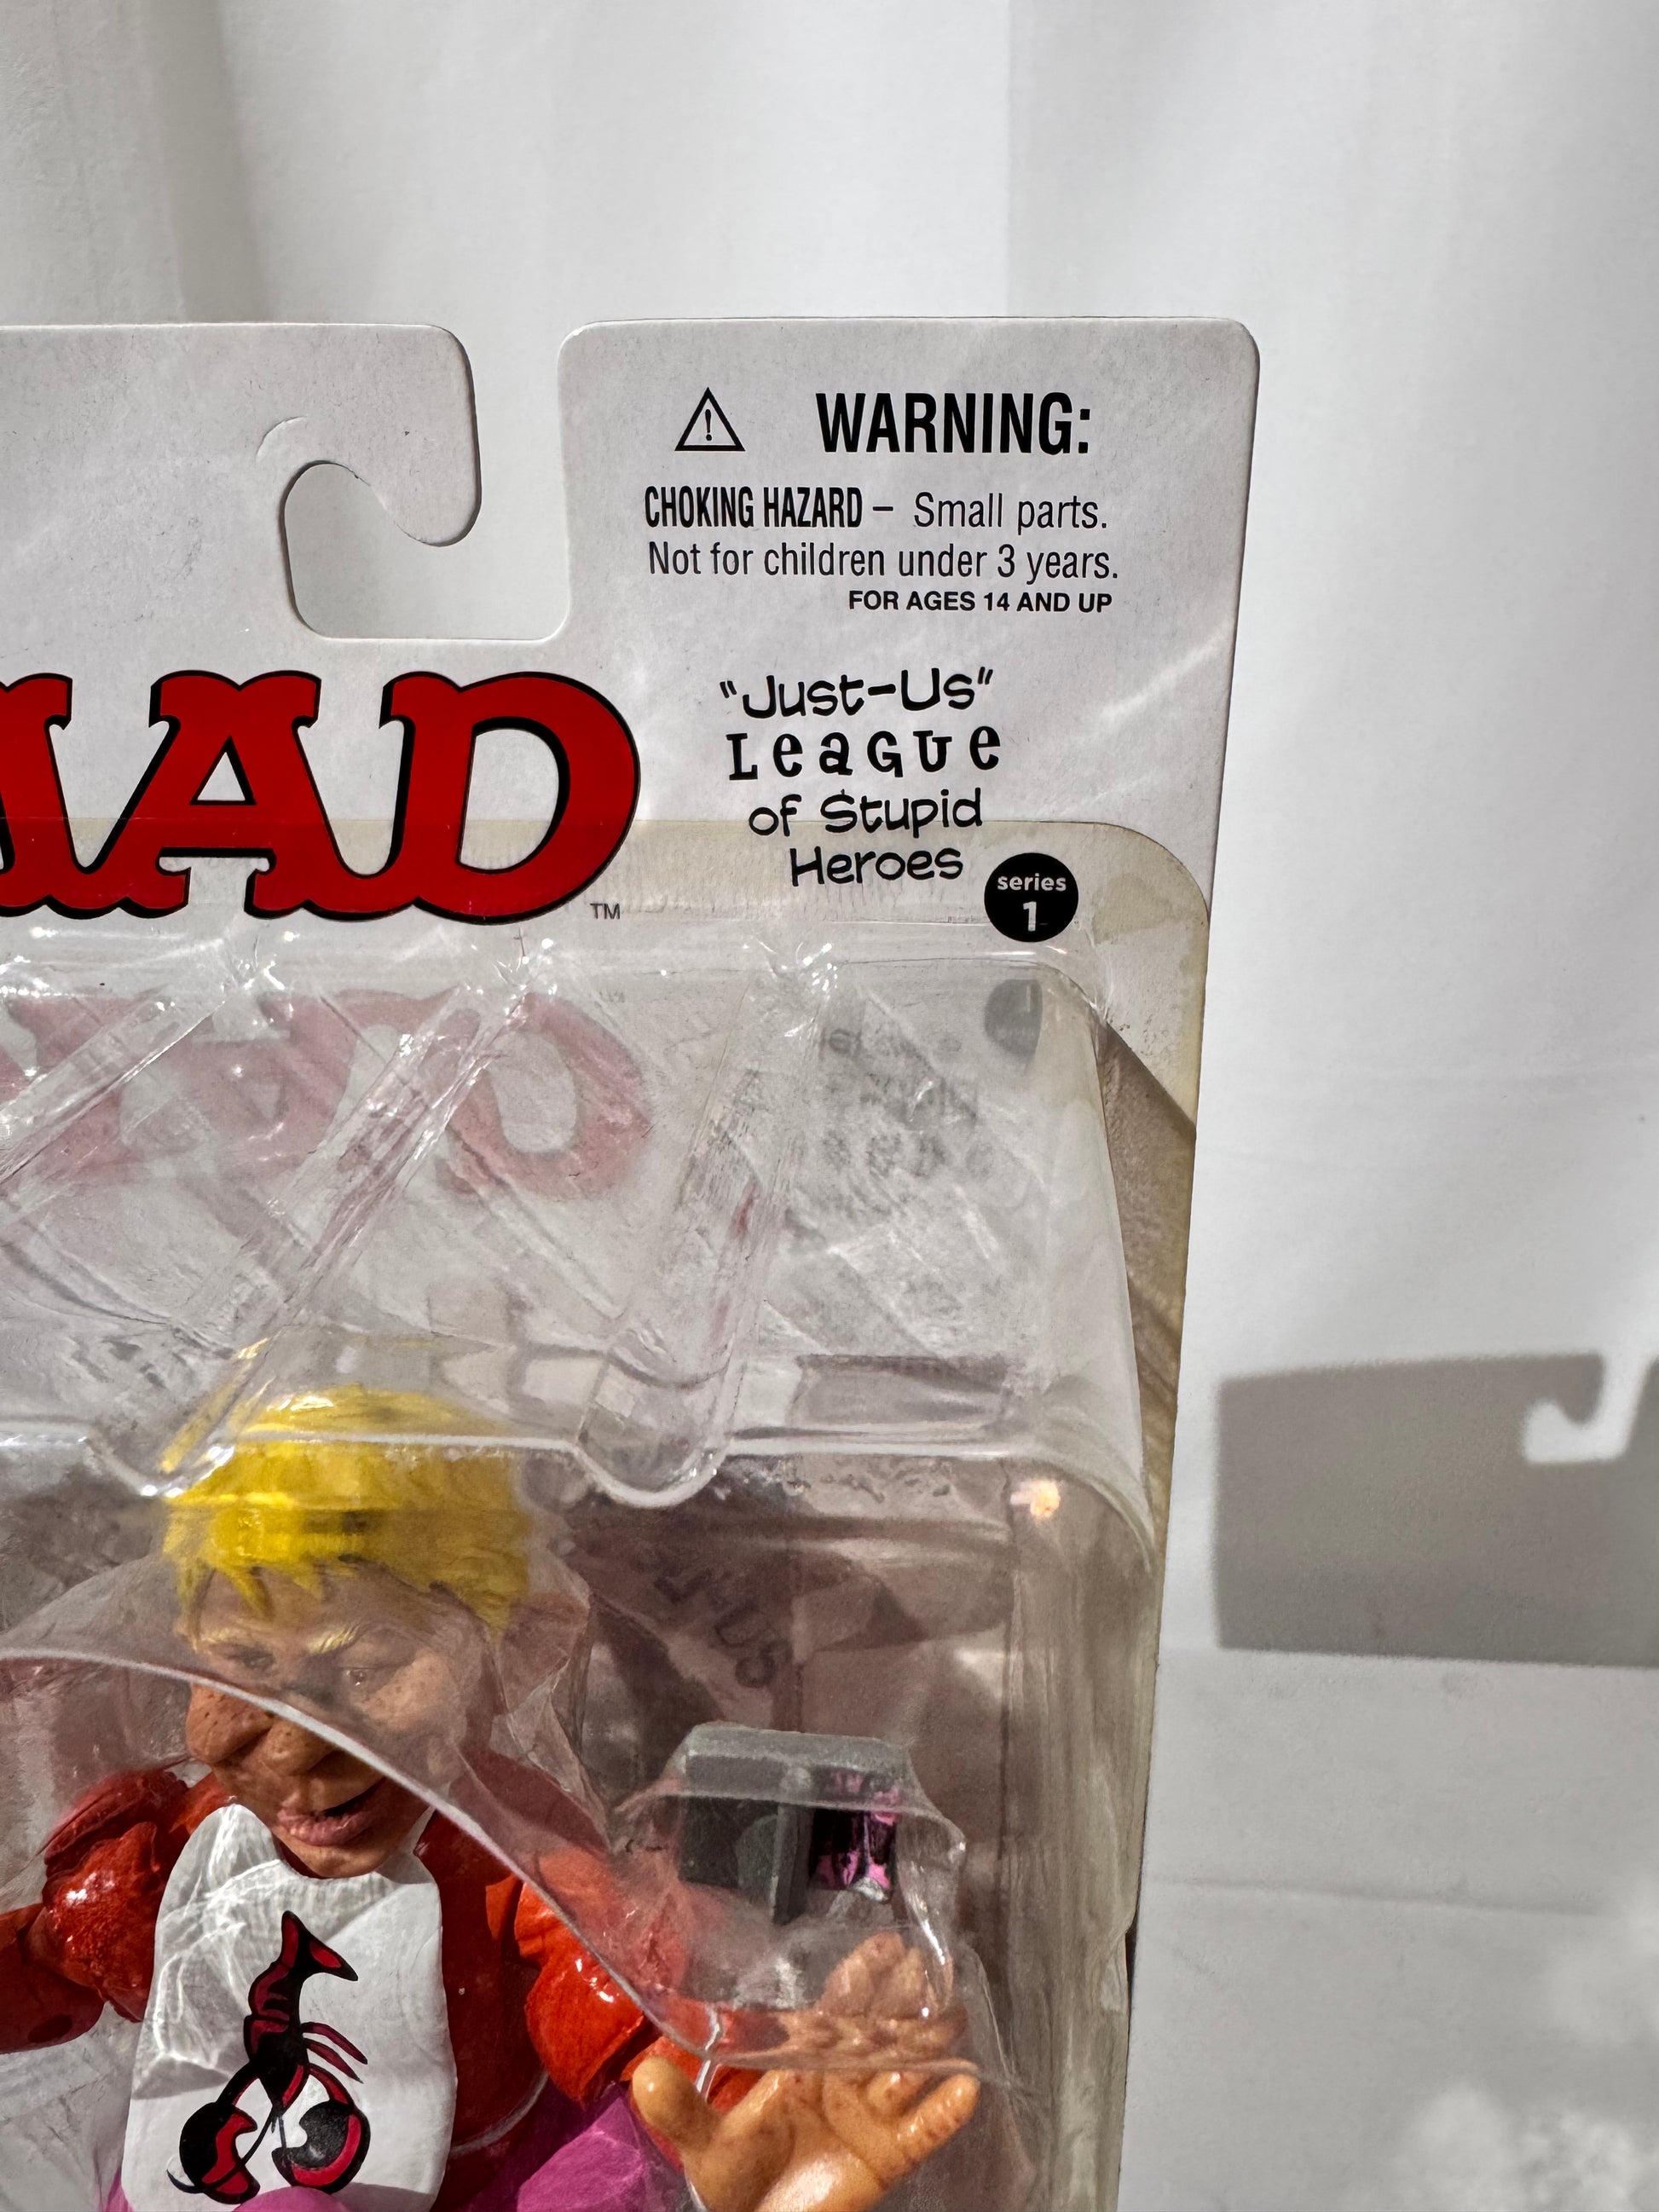 WARNING:
CHOKING HAZARD – Small parts.
Not for children under 3 years.
FOR AGES 14 AND UP
MAD
TM
"Just-Us"
League
of Stupid
Heroes
series
1